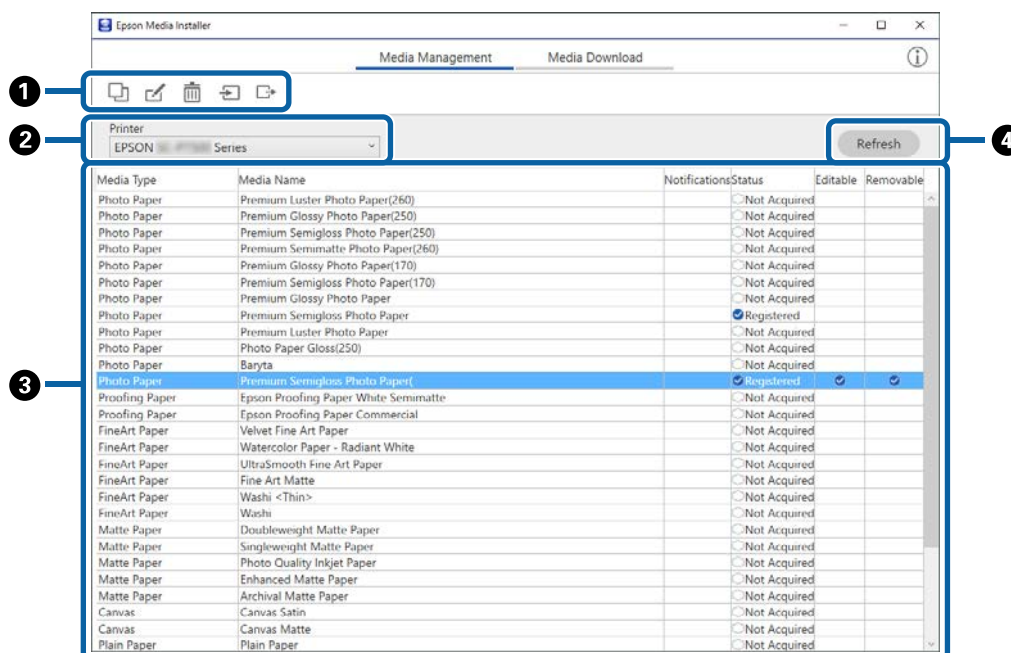 Epson Media Installer
Media Management Media Download
1
2
Printer
EPSON Series
Refresh
4
Media Type Media Name Notifications Status Editable Removable
Photo Paper Premium Luster Photo Paper(260) Not Acquired
Photo Paper Premium Glossy Photo Paper(250) Not Acquired
Photo Paper Premium Semigloss Photo Paper(250) Not Acquired
Photo Paper Premium Semimatte Photo Paper(260) Not Acquired
Photo Paper Premium Glossy Photo Paper(170) Not Acquired
Photo Paper Premium Semigloss Photo Paper(170) Not Acquired
Photo Paper Premium Glossy Photo Paper Not Acquired
Photo Paper Premium Semigloss Photo Paper Registered
Photo Paper Premium Luster Photo Paper Not Acquired
Photo Paper Photo Paper Gloss(250) Not Acquired
Photo Paper Baryta Not Acquired
3
Photo Paper Premium Semigloss Photo Paper( Registered
Proofing Paper Epson Proofing Paper White Semimatte Not Acquired
Proofing Paper Epson Proofing Paper Commercial Not Acquired
FineArt Paper Velvet Fine Art Paper Not Acquired
FineArt Paper Watercolor Paper - Radiant White Not Acquired
FineArt Paper UltraSmooth Fine Art Paper Not Acquired
FineArt Paper Fine Art Matte Not Acquired
FineArt Paper Washi <Thin> Not Acquired
FineArt Paper Washi Not Acquired
Matte Paper Doubleweight Matte Paper Not Acquired
Matte Paper Singleweight Matte Paper Not Acquired
Matte Paper Photo Quality Inkjet Paper Not Acquired
Matte Paper Enhanced Matte Paper Not Acquired
Matte Paper Archival Matte Paper Not Acquired
Canvas Canvas Satin Not Acquired
Canvas Canvas Matte Not Acquired
Plain Paper Plain Paper Not Acquired